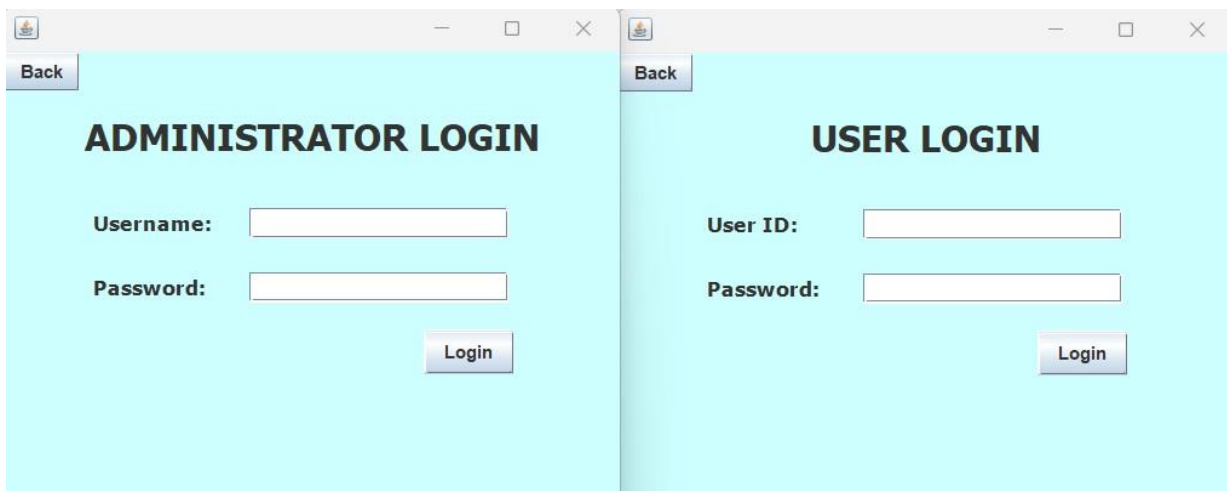 Back
ADMINISTRATOR LOGIN
Username:
Password:
Login
Back
USER LOGIN
User ID:
Password:
Login